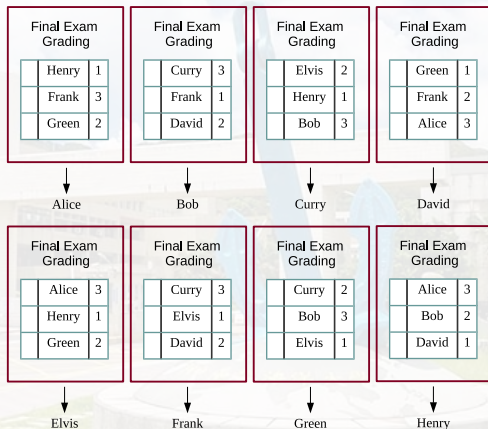 Final Exam
Grading
Henry 1
Frank 3
Green 2
Alice
Final Exam
Grading
Curry 3
Frank 1
David 2
Bob
Final Exam
Grading
Elvis 2
Henry 1
Bob 3
Curry
Final Exam
Grading
Green 1
Frank 2
Alice 3
David
Final Exam
Grading
Alice 3
Henry 1
Green 2
Elvis
Final Exam
Grading
Curry 3
Elvis 1
David 2
Frank
Final Exam
Grading
Curry 2
Bob 3
Elvis 1
Green
Final Exam
Grading
Alice 3
Bob 2
David 1
Henry